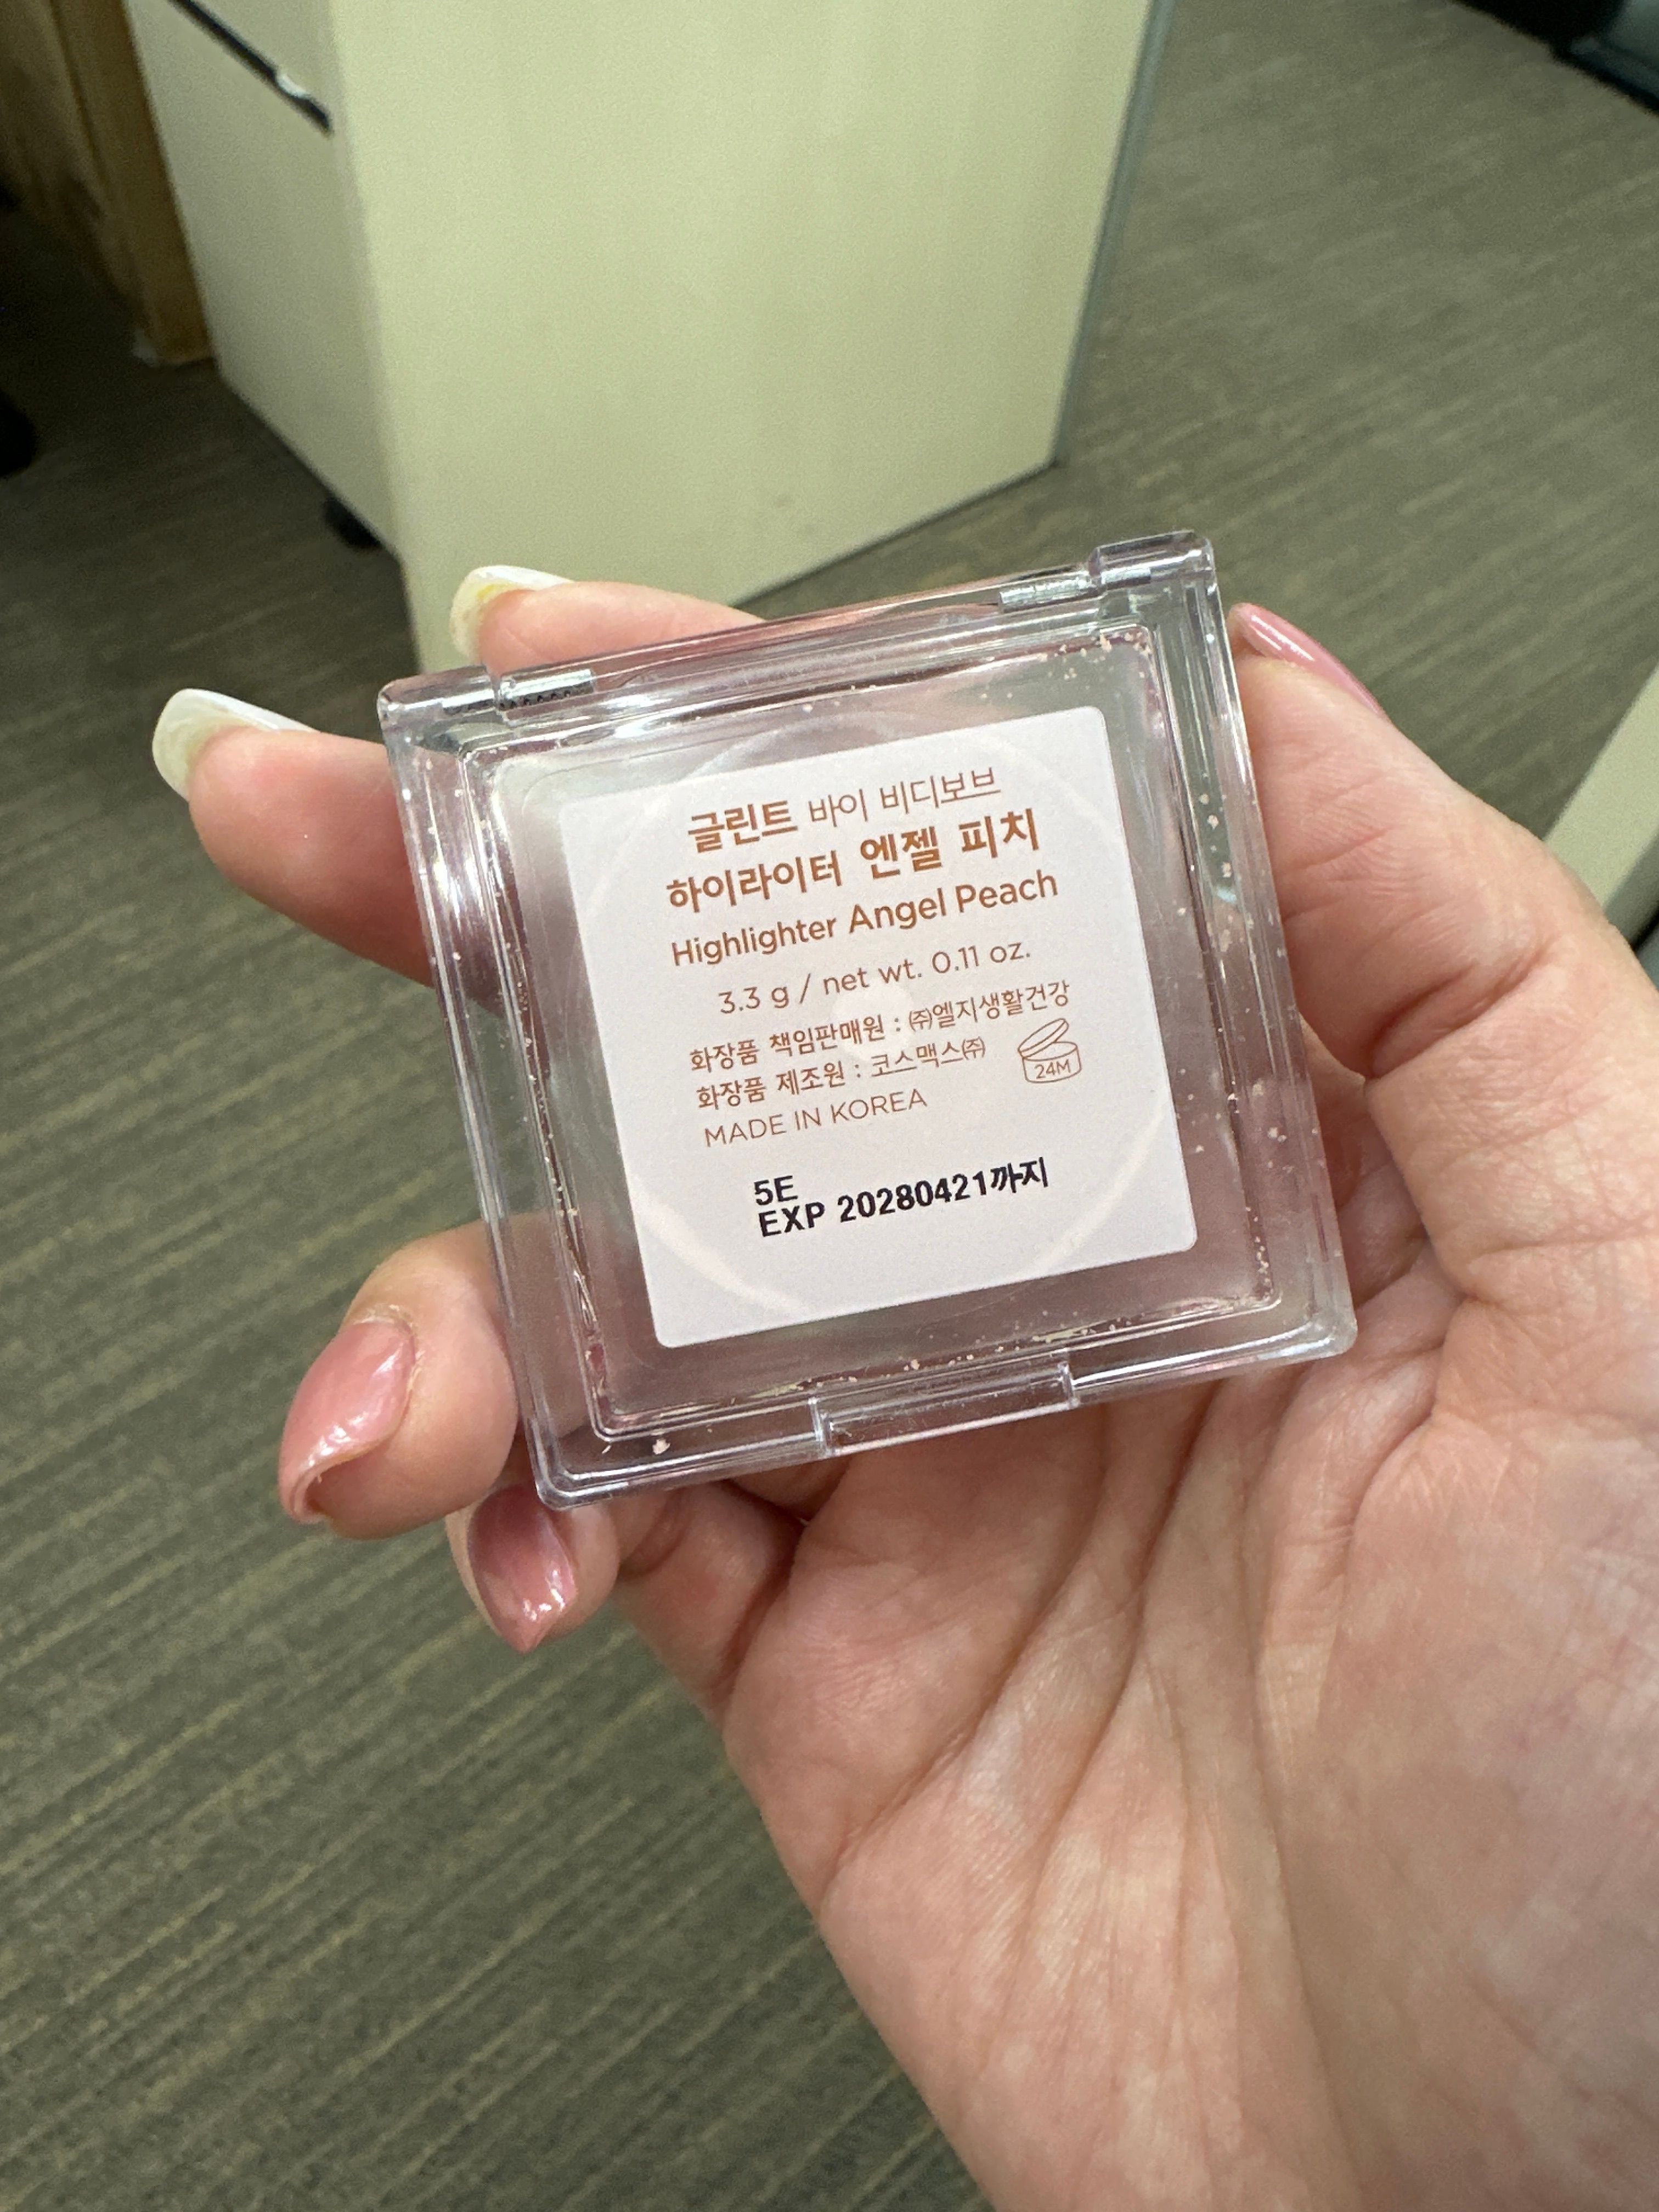 글린트 바이 비디보브
하이라이터 엔젤 피치
Highlighter Angel Peach
3.3 g / net wt. 0.11 oz.
화장품 책임판매원 : ㈜엘지생활건강
화장품 제조원 : 코스맥스㈜
24M
MADE IN KOREA
5E
EXP 20280421까지